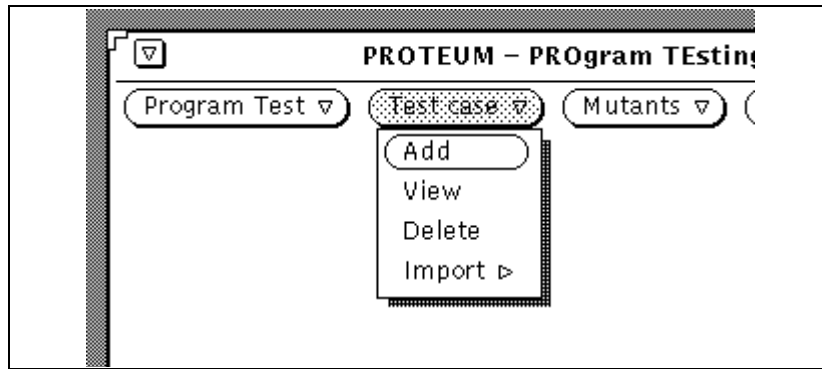 PROTEUM – PROgram TEsting
Program Test Test case Mutants
Add
View
Delete
Import